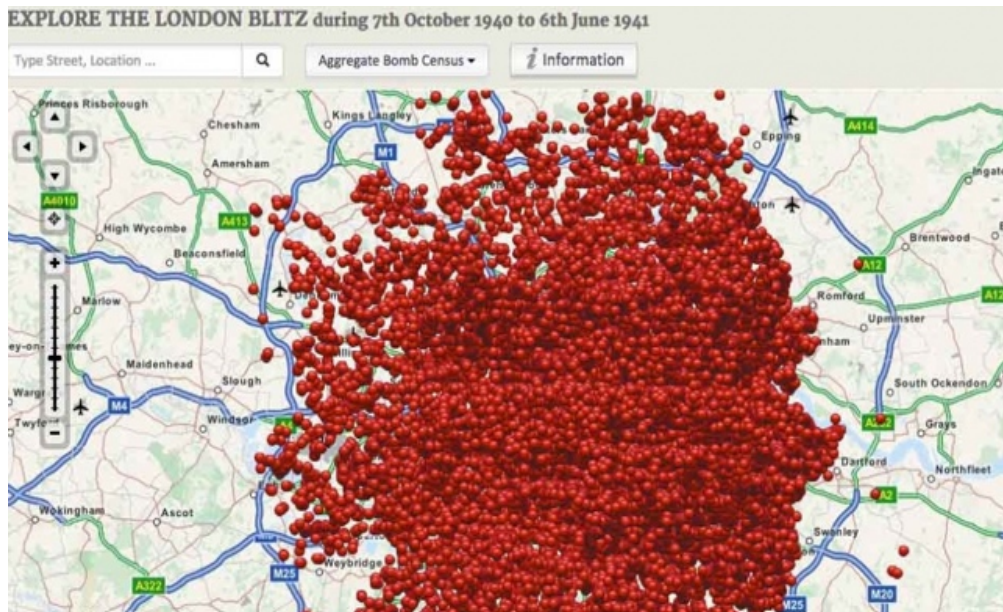 EXPLORE THE LONDON BLITZ during 7th October 1940 to 6th June 1941
Type Street, Location ...
Aggregate Bomb Census
i Information
Princes Risborough
Chesham
Kings Langley
Epping
A414
M1
Amersham
A4010
A413
High Wycombe
Beaconsfield
Brentwood
A12
Marlow
Romford
Upminster
Maidenhead
Slough
South Ockendon
M4
Windsor
Grays
Dartford
Northfleet
A2
Wokingham
Ascot
Swanley
Weybridge
M25
A322
M25
M20